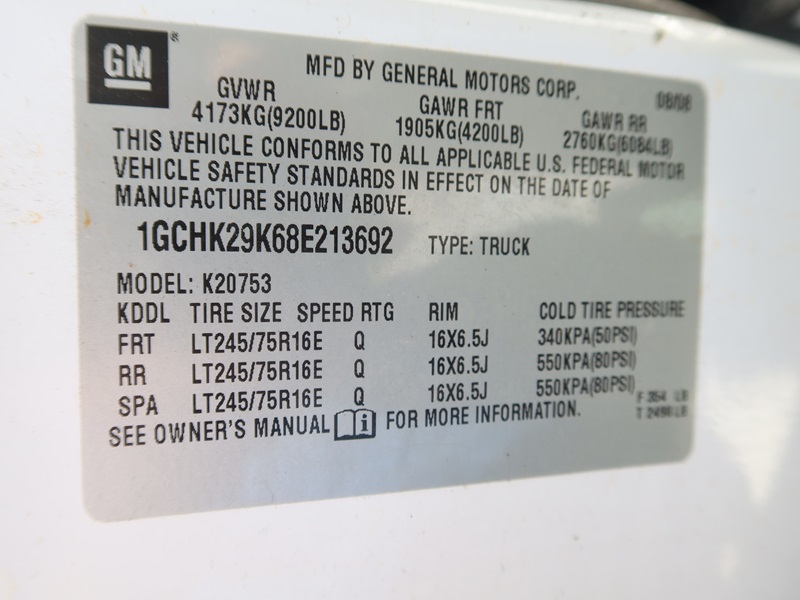 GM
MFD BY GENERAL MOTORS CORP. 08/08
GVWR GAWR FRT GAWR RR
4173KG(9200LB) 1905KG(4200LB) 2760KG(6084LB)
THIS VEHICLE CONFORMS TO ALL APPLICABLE U.S. FEDERAL MOTOR
VEHICLE SAFETY STANDARDS IN EFFECT ON THE DATE OF
MANUFACTURE SHOWN ABOVE.
1GCHK29K68E213692 TYPE: TRUCK
MODEL: K20753
KDDL TIRE SIZE SPEED RTG RIM COLD TIRE PRESSURE
FRT LT245/75R16E Q 16X6.5J 340KPA(50PSI)
RR LT245/75R16E Q 16X6.5J 550KPA(80PSI)
SPA LT245/75R16E Q 16X6.5J 550KPA(80PSI)
F 354 LB
T 2498 LB
SEE OWNER'S MANUAL FOR MORE INFORMATION.